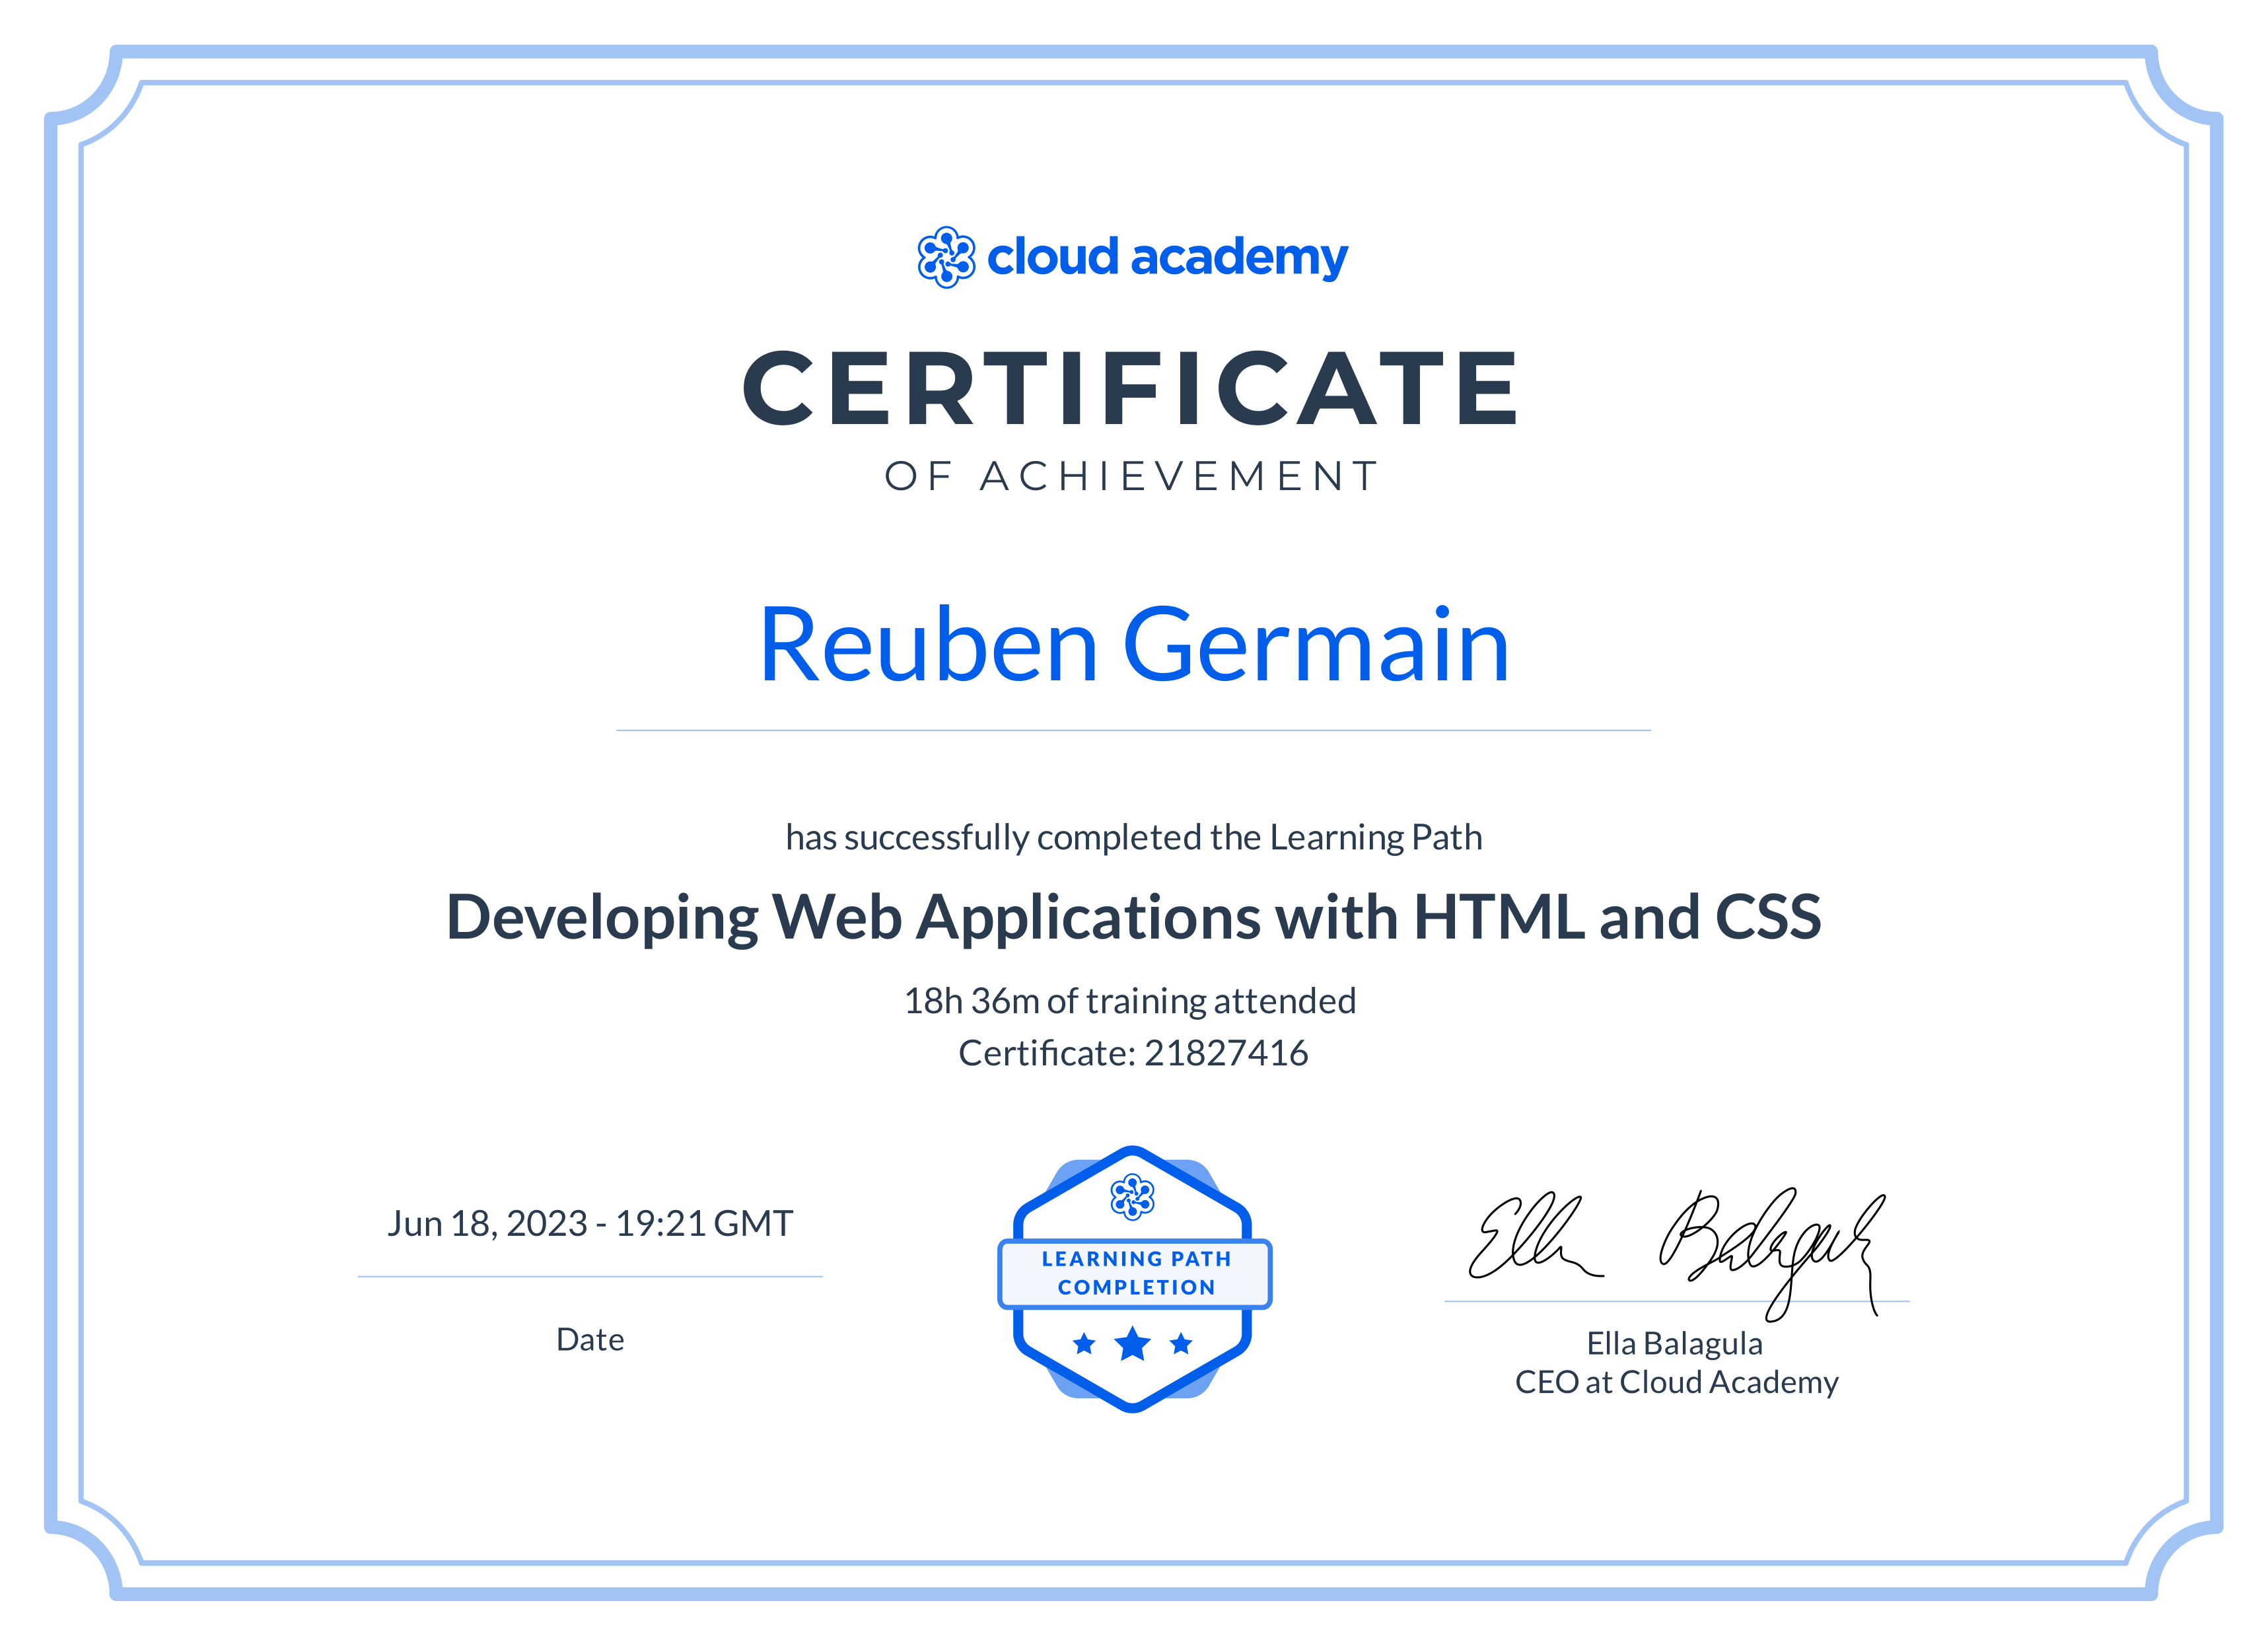 cloud academy
CERTIFICATE
OF ACHIEVEMENT
Reuben Germain
has successfully completed the Learning Path
Developing Web Applications with HTML and CSS
18h 36m of training attended
Certificate: 21827416
Jun 18, 2023 - 19:21 GMT
Date
LEARNING PATH
COMPLETION
Ella Balagula
Ella Balagula
CEO at Cloud Academy